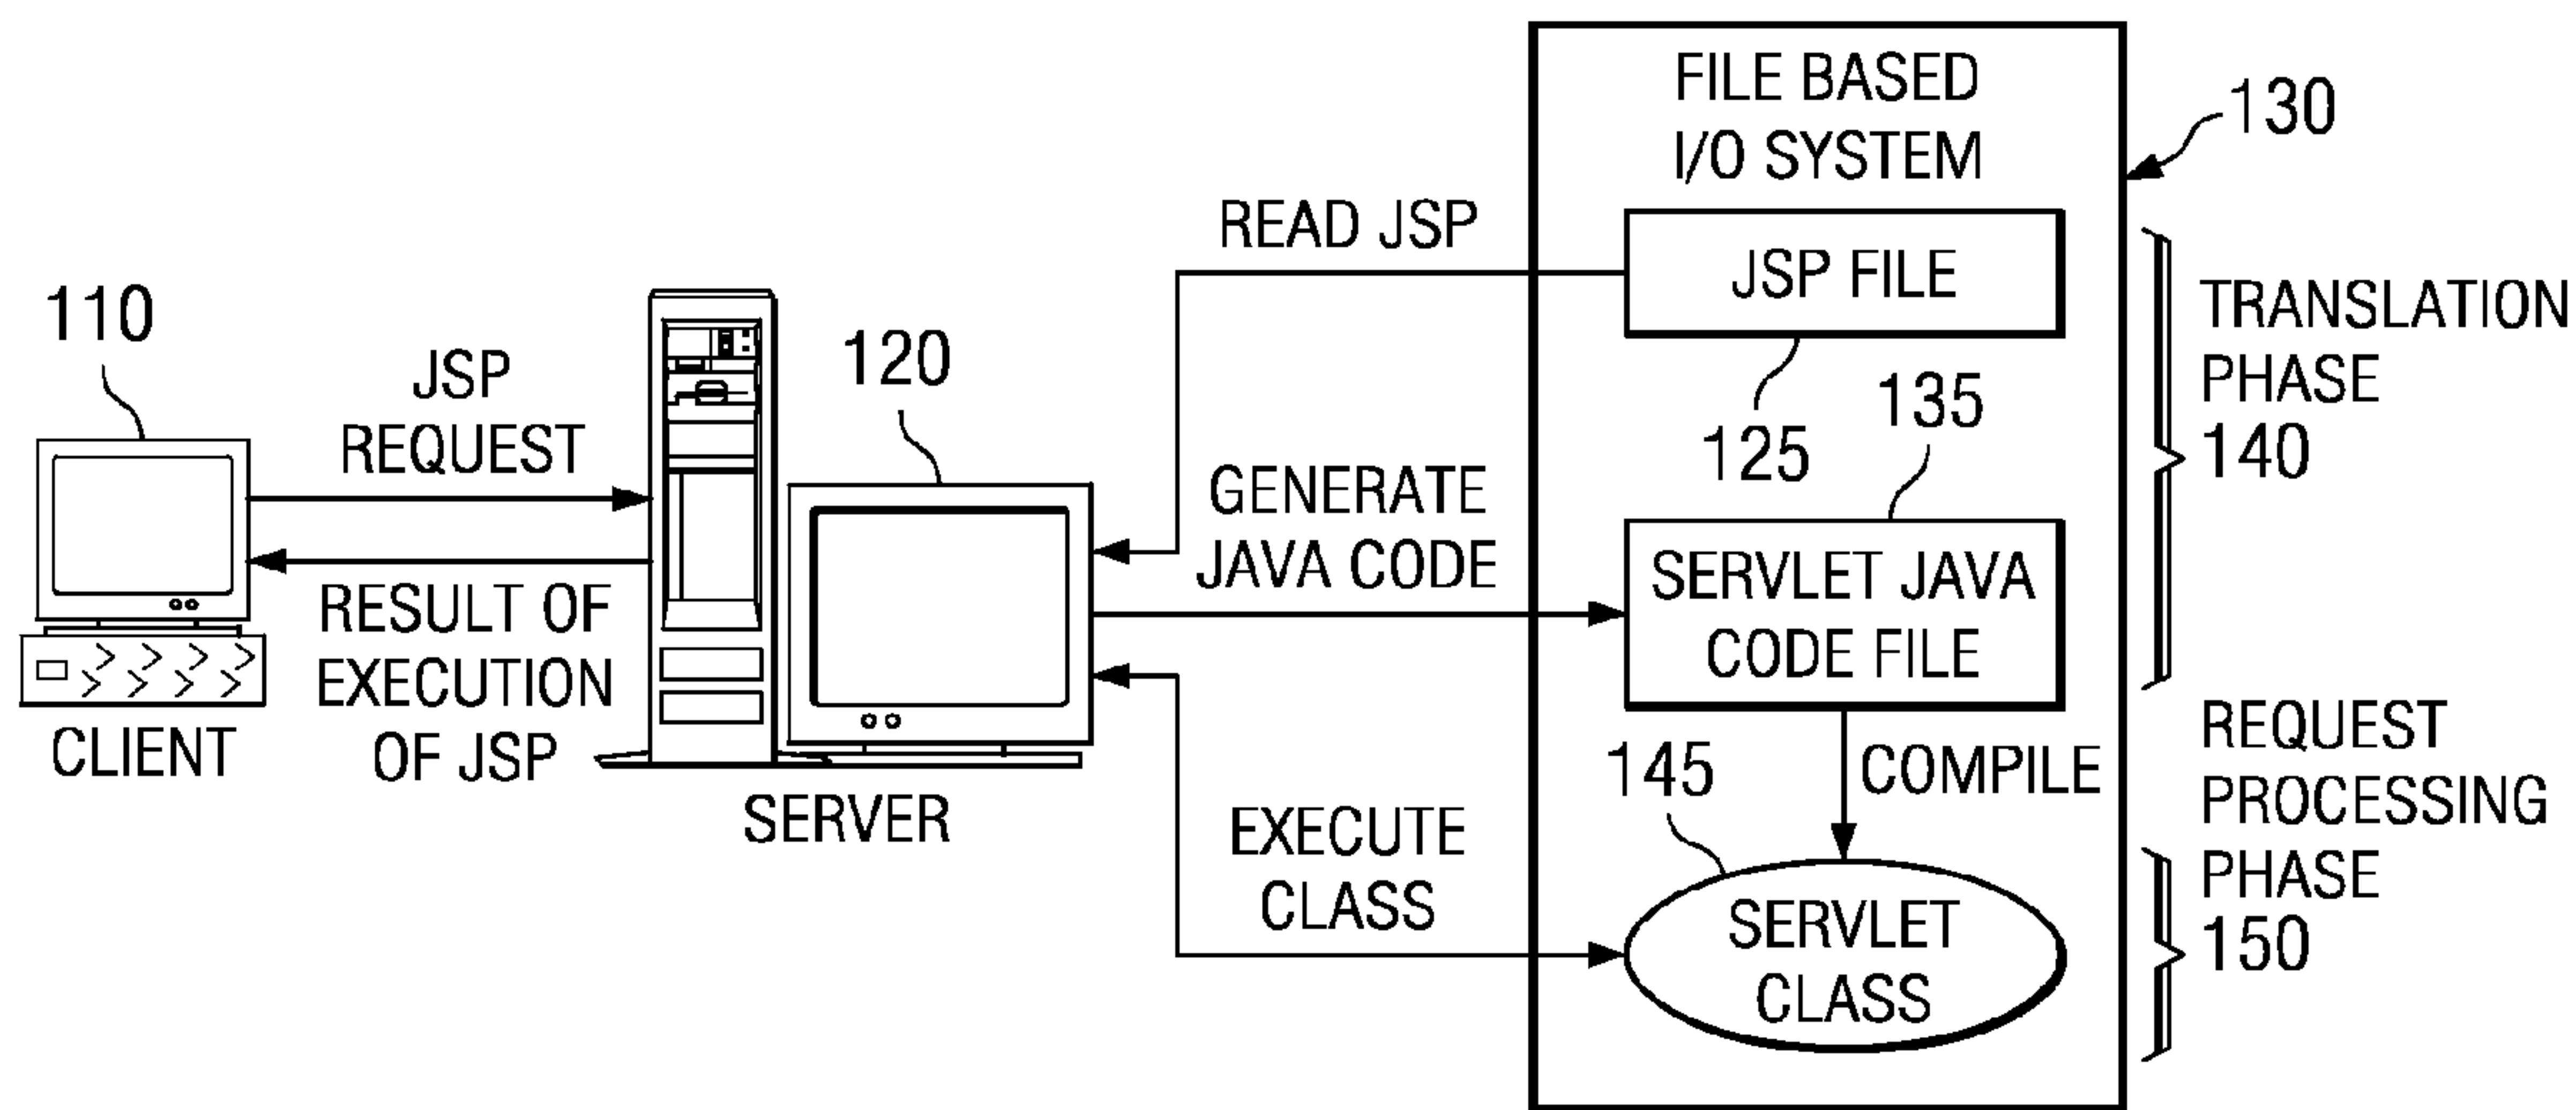 FILE BASED
I/O SYSTEM
130
READ JSP
JSP FILE
125
TRANSLATION
PHASE
140
110
JSP
REQUEST
120
135
GENERATE
JAVA CODE
SERVLET JAVA
CODE FILE
RESULT OF
EXECUTION
OF JSP
CLIENT
SERVER
COMPILE
145
REQUEST
PROCESSING
PHASE
150
EXECUTE
CLASS
SERVLET
CLASS